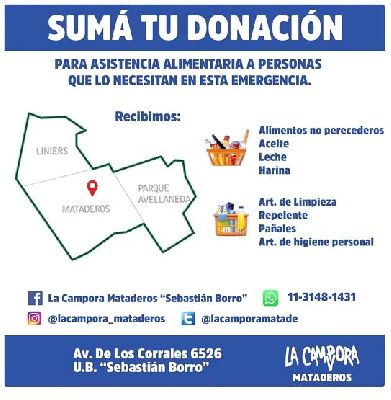 SUMÁ TU DONACIÓN
PARA ASISTENCIA ALIMENTARIA A PERSONAS
QUE LO NECESITAN EN ESTA EMERGENCIA.
Recibimos:
LINIERS
MATADEROS
PARQUE
AVELLANEDA
Alimentos no perecederos
Aceite
Leche
Harina
Art. de Limpieza
Repelente
Pañales
Art. de higiene personal
La Campora Mataderos “Sebastián Borro”
11-3148-1431
@lacampora_mataderos
@lacamporamatade
Av. De Los Corrales 6526
U.B. “Sebastián Borro”
LA CAMPORA
MATADEROS